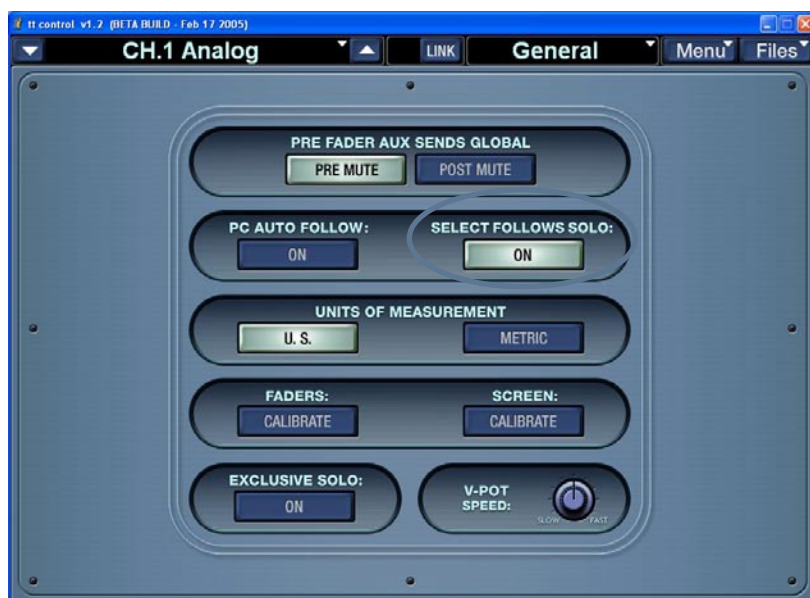 tt control v1.2 (BETA BUILD - Feb 17 2005)
CH.1 Analog LINK General Menu Files
PRE FADER AUX SENDS GLOBAL
PRE MUTE POST MUTE
PC AUTO FOLLOW: SELECT FOLLOWS SOLO:
ON ON
UNITS OF MEASUREMENT
U. S. METRIC
FADERS: SCREEN:
CALIBRATE CALIBRATE
EXCLUSIVE SOLO:
ON
V-POT
SPEED:
SLOW FAST